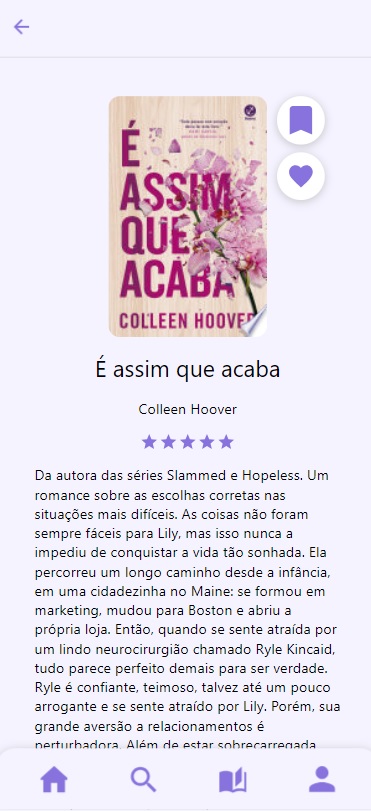 É
ASSIM
QUE
ACABA
COLLEEN HOOVER
É assim que acaba
Colleen Hoover
Da autora das séries Slammed e Hopeless. Um
romance sobre as escolhas corretas nas
situações mais difíceis. As coisas não foram
sempre fáceis para Lily, mas isso nunca a
impediu de conquistar a vida tão sonhada. Ela
percorreu um longo caminho desde a infância,
em uma cidadezinha no Maine: se formou em
marketing, mudou para Boston e abriu a
própria loja. Então, quando se sente atraída por
um lindo neurocirurgião chamado Ryle Kincaid,
tudo parece perfeito demais para ser verdade.
Ryle é confiante, teimoso, talvez até um pouco
arrogante e se sente atraído por Lily. Porém, sua
grande aversão a relacionamentos é
perturbadora. Além de estar sobrecarregada